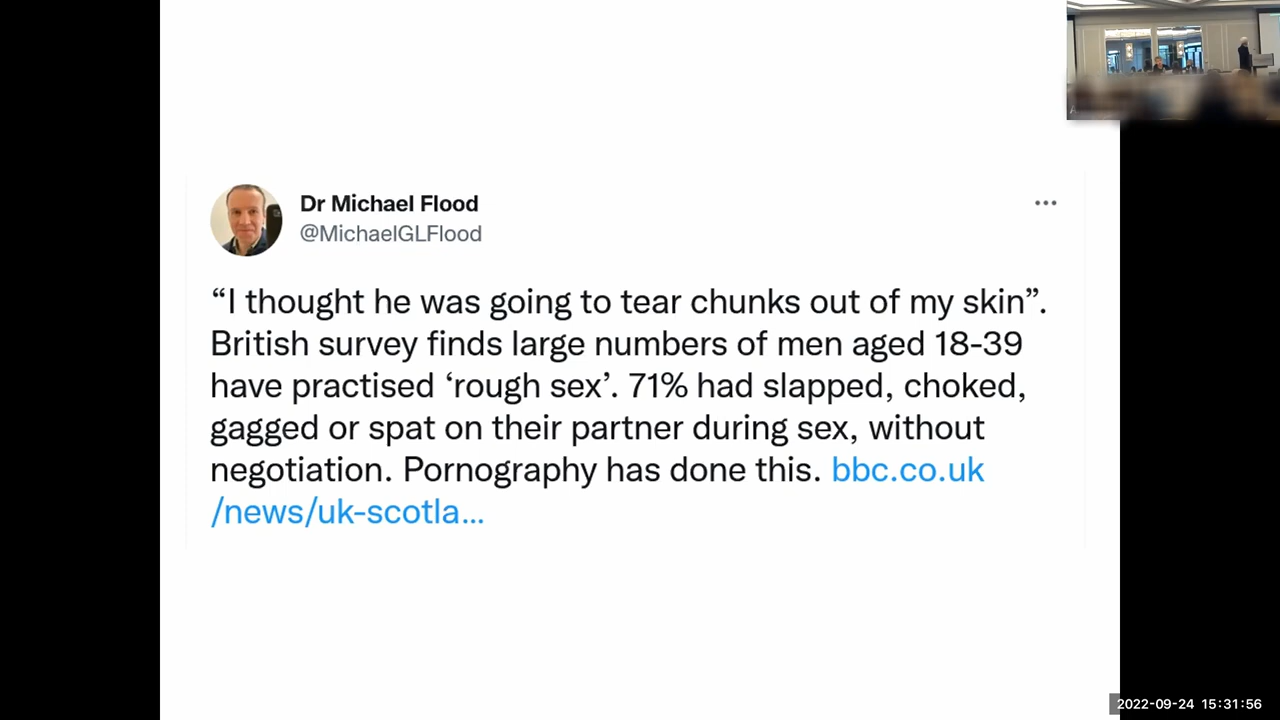 Dr Michael Flood
@MichaelGLFlood
“I thought he was going to tear chunks out of my skin”.
British survey finds large numbers of men aged 18-39
have practised ‘rough sex’. 71% had slapped, choked,
gagged or spat on their partner during sex, without
negotiation. Pornography has done this. bbc.co.uk
/news/uk-scotla...
2022-09-24 15:31:56